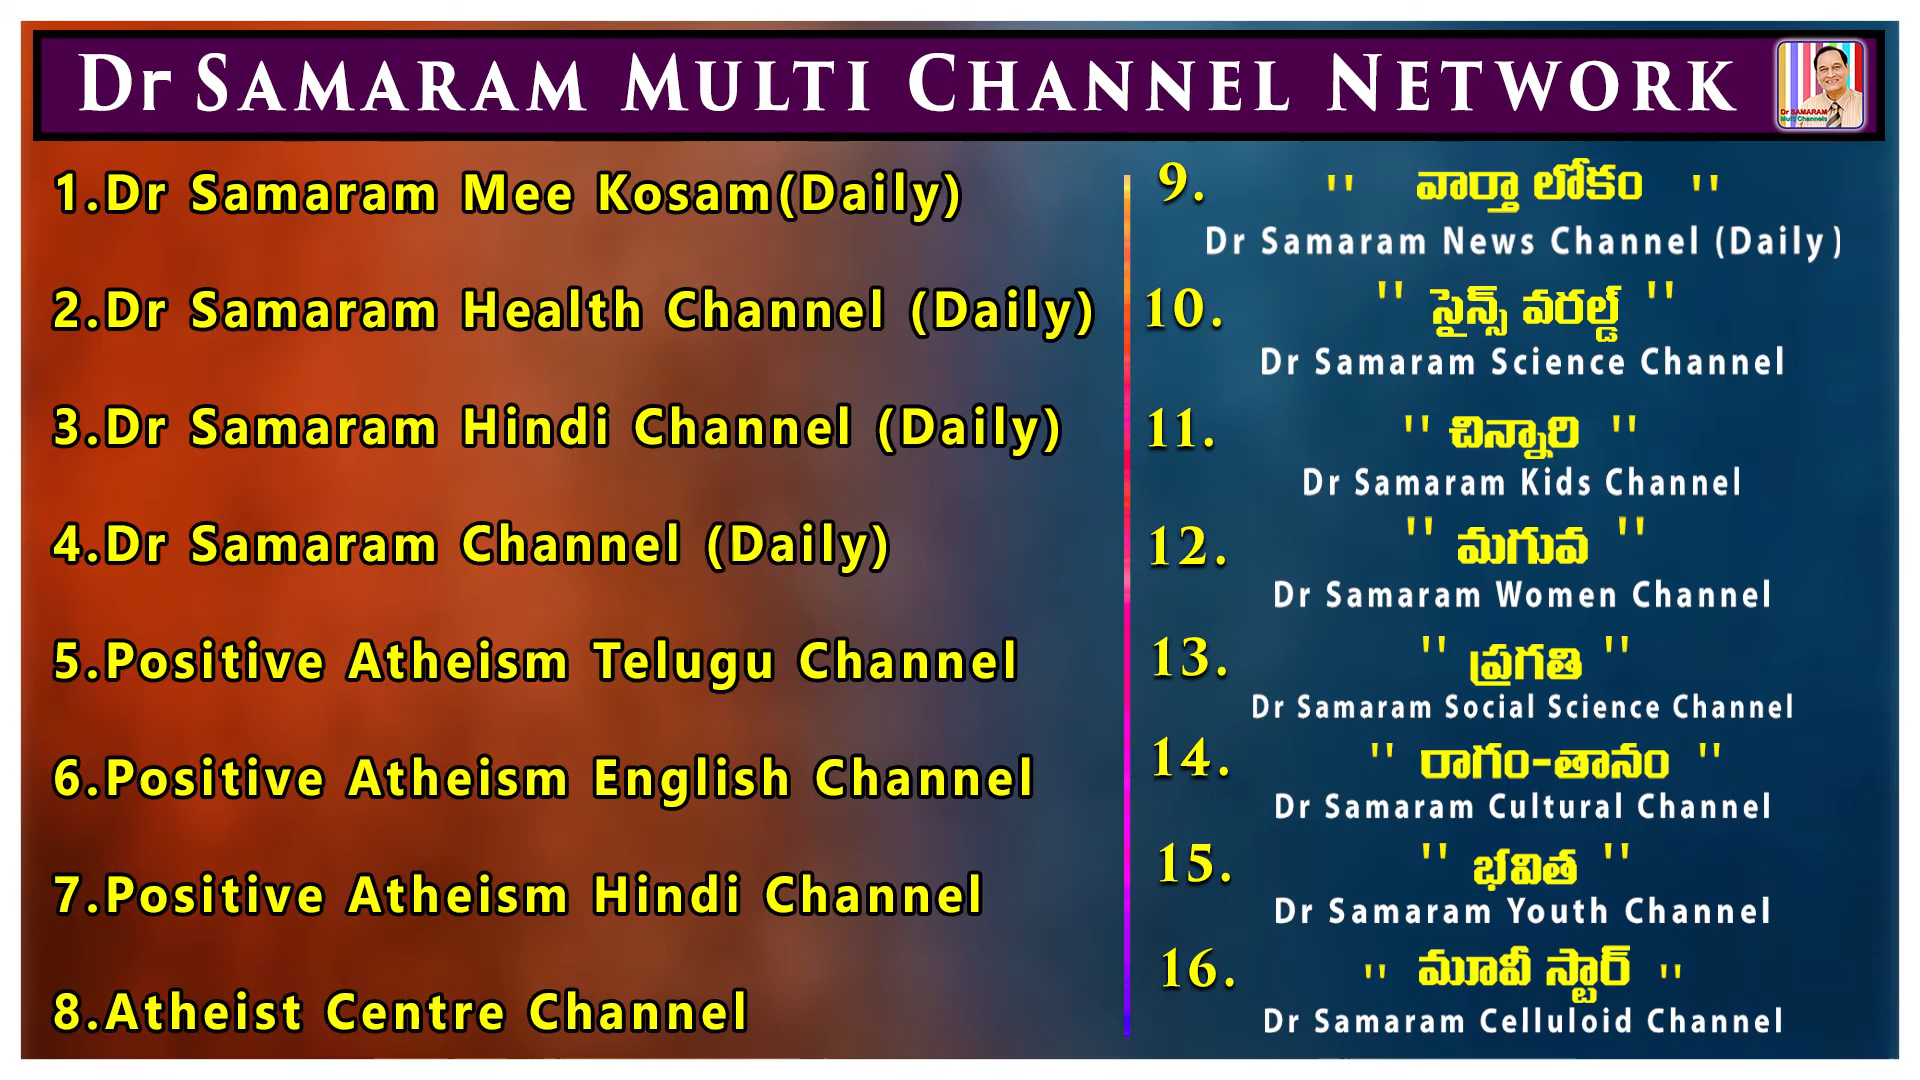 Dr SAMARAM MULTI CHANNEL NETWORK
Dr SAMARAM
Multi Channels
1.Dr Samaram Mee Kosam(Daily)
2.Dr Samaram Health Channel (Daily)
3.Dr Samaram Hindi Channel (Daily)
4.Dr Samaram Channel (Daily)
5.Positive Atheism Telugu Channel
6.Positive Atheism English Channel
7.Positive Atheism Hindi Channel
8.Atheist Centre Channel
9. '' వార్తా లోకం ''
Dr Samaram News Channel (Daily)
10. '' సైన్స్ వరల్డ్ ''
Dr Samaram Science Channel
11. '' చిన్నారి ''
Dr Samaram Kids Channel
12. '' మగువ ''
Dr Samaram Women Channel
13. '' ప్రగతి ''
Dr Samaram Social Science Channel
14. '' రాగం-తానం ''
Dr Samaram Cultural Channel
15. '' భవిత ''
Dr Samaram Youth Channel
16. '' మూవీ స్టార్ ''
Dr Samaram Celluloid Channel